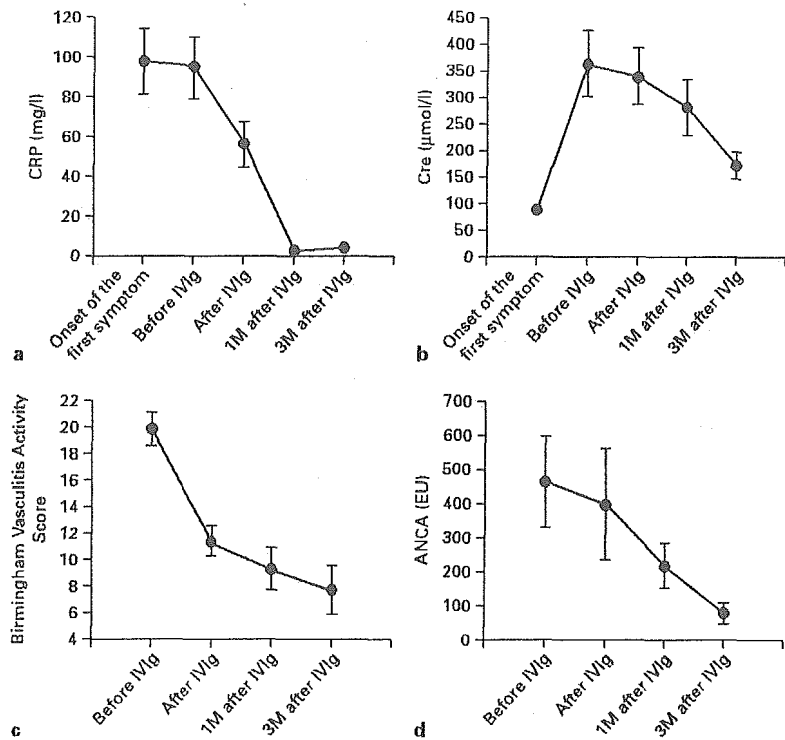 120
100
80
60
40
20
0
CRP (mg/l)
Onset of the
first symptom
Before IVIg
After IVIg
1M after IVIg
3M after IVIg
a
450
400
350
300
250
200
150
100
50
0
Cre (μmol/l)
Onset of the
first symptom
Before IVIg
After IVIg
1M after IVIg
3M after IVIg
b
22
20
18
16
14
12
10
8
6
4
Birmingham Vasculitis Activity
Score
Before IVIg
After IVIg
1M after IVIg
3M after IVIg
c
700
600
500
400
300
200
100
0
ANCA (EU)
Before IVIg
After IVIg
1M after IVIg
3M after IVIg
d